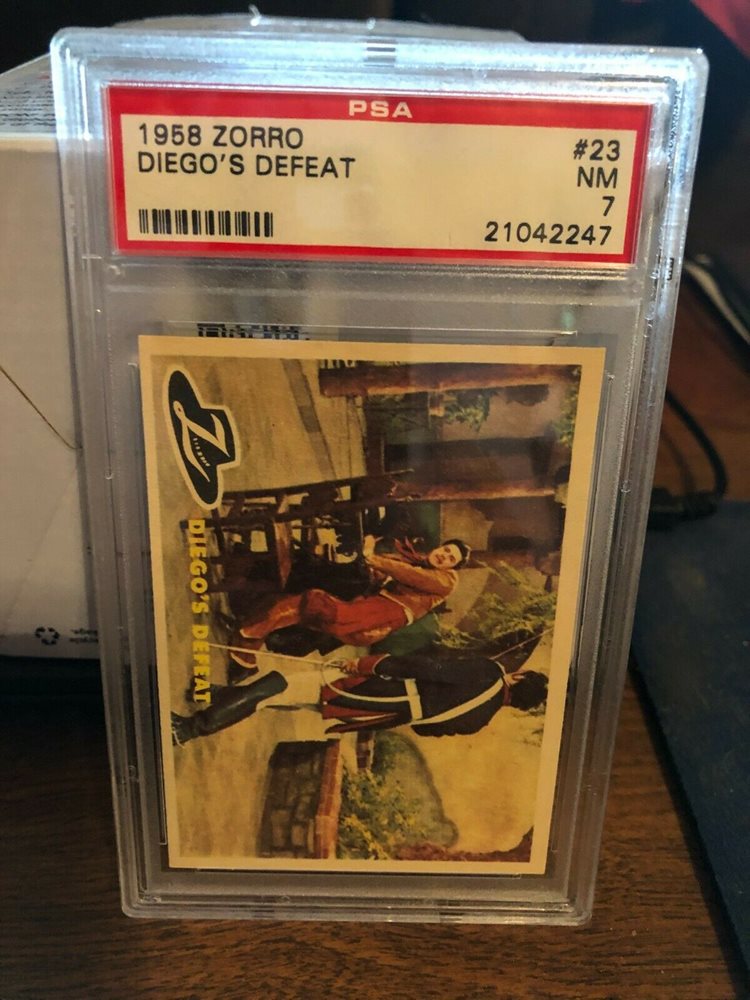 PSA
1958 ZORRO
DIEGO'S DEFEAT
#23
NM
7
21042247
Z
DIEGO'S DEFEAT